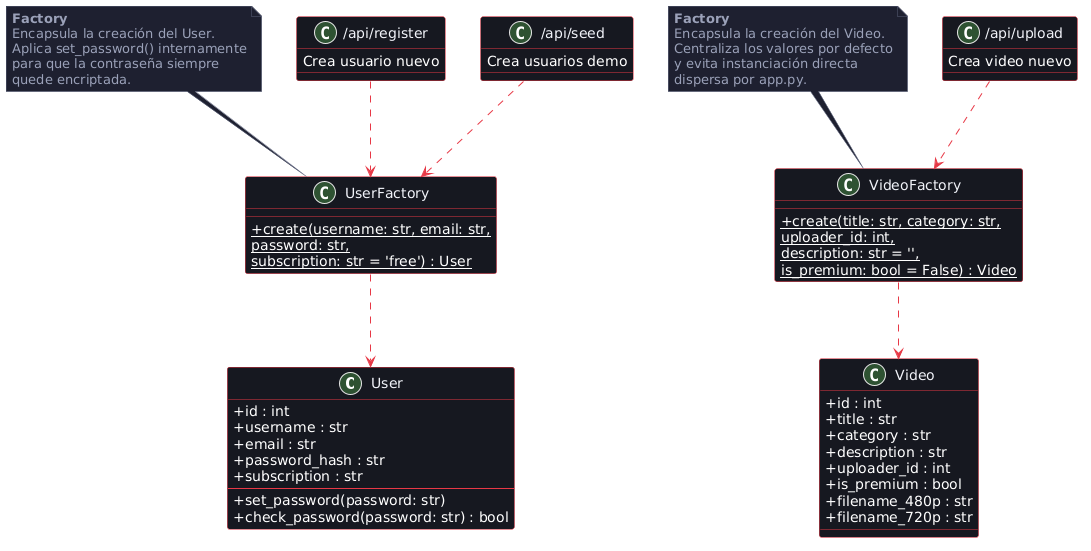 Factory
Encapsula la creación del User.
Aplica set_password() internamente
para que la contraseña siempre
quede encriptada.
C /api/register
Crea usuario nuevo
C /api/seed
Crea usuarios demo
Factory
Encapsula la creación del Video.
Centraliza los valores por defecto
y evita instanciación directa
dispersa por app.py.
C /api/upload
Crea video nuevo
C UserFactory
+create(username: str, email: str,
password: str,
subscription: str = 'free') : User
C VideoFactory
+create(title: str, category: str,
uploader_id: int,
description: str = '',
is_premium: bool = False) : Video
C User
+id : int
+username : str
+email : str
+password_hash : str
+subscription : str
+set_password(password: str)
+check_password(password: str) : bool
C Video
+id : int
+title : str
+category : str
+description : str
+uploader_id : int
+is_premium : bool
+filename_480p : str
+filename_720p : str